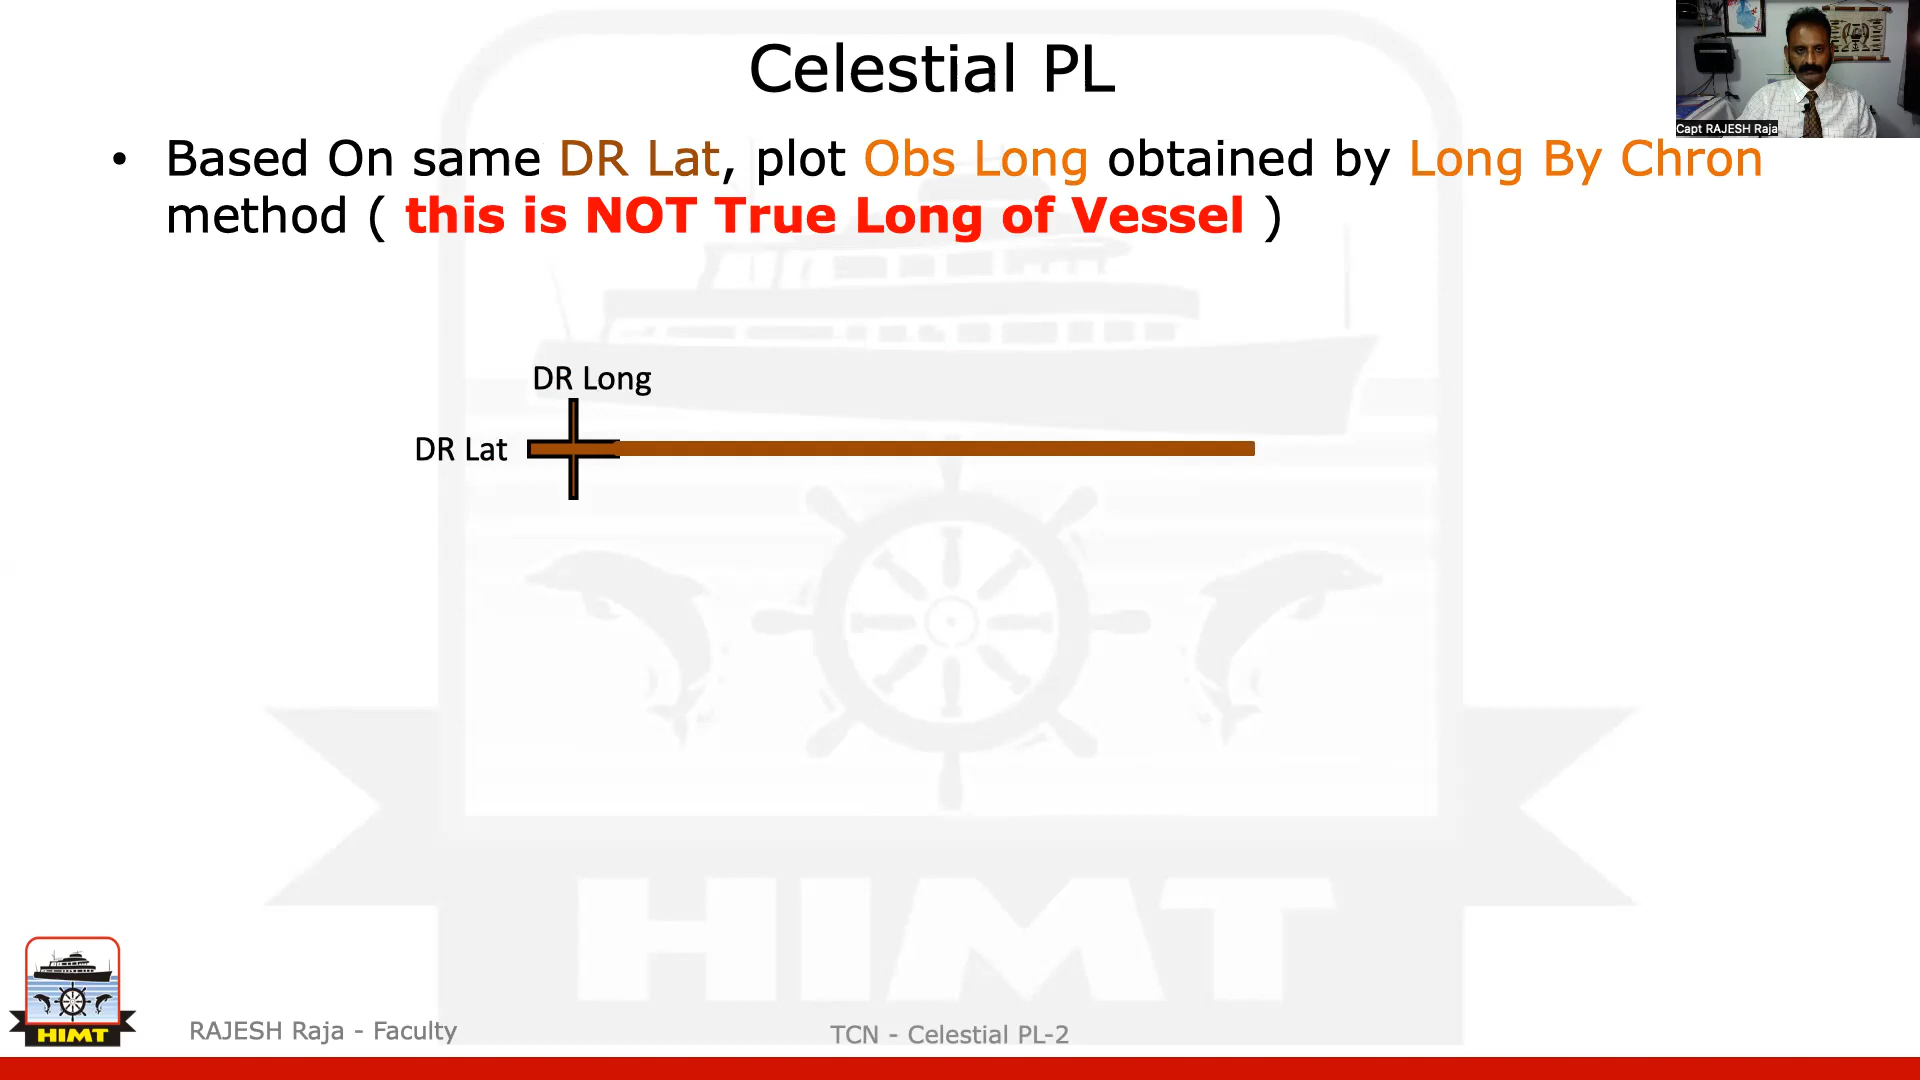 Celestial PL
Capt RAJESH Raja
• Based On same DR Lat, plot Obs Long obtained by Long By Chron
method ( this is NOT True Long of Vessel )
DR Long
DR Lat
HIMT
HIMT
RAJESH Raja - Faculty
TCN - Celestial PL-2